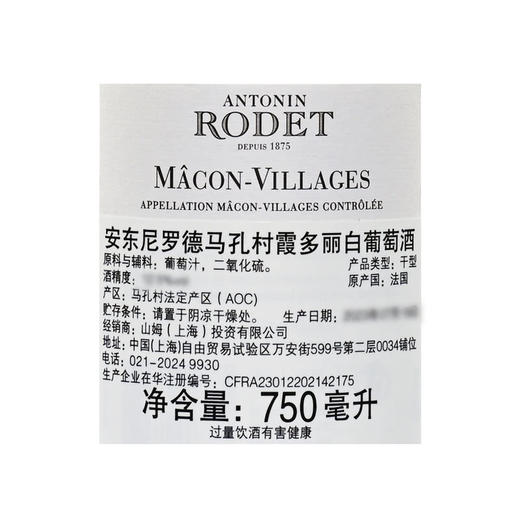 ANTONIN
RODET
DEPUIS 1875
MÂCON-VILLAGES
APPELLATION MÂCON-VILLAGES CONTRÔLÉE
安东尼罗德马孔村霞多丽白葡萄酒
原料与辅料：葡萄汁，二氧化硫。 产品类型：干型
酒精度： 原产国：法国
产区：马孔村法定产区（AOC）
贮存条件：请置于阴凉干燥处。 生产日期：
经销商：山姆（上海）投资有限公司
地址：中国(上海)自由贸易试验区万安街599号第二层0034铺位
电话：021-2024 9930
生产企业在华注册编号：CFRA23012202142175
净含量：750毫升
过量饮酒有害健康